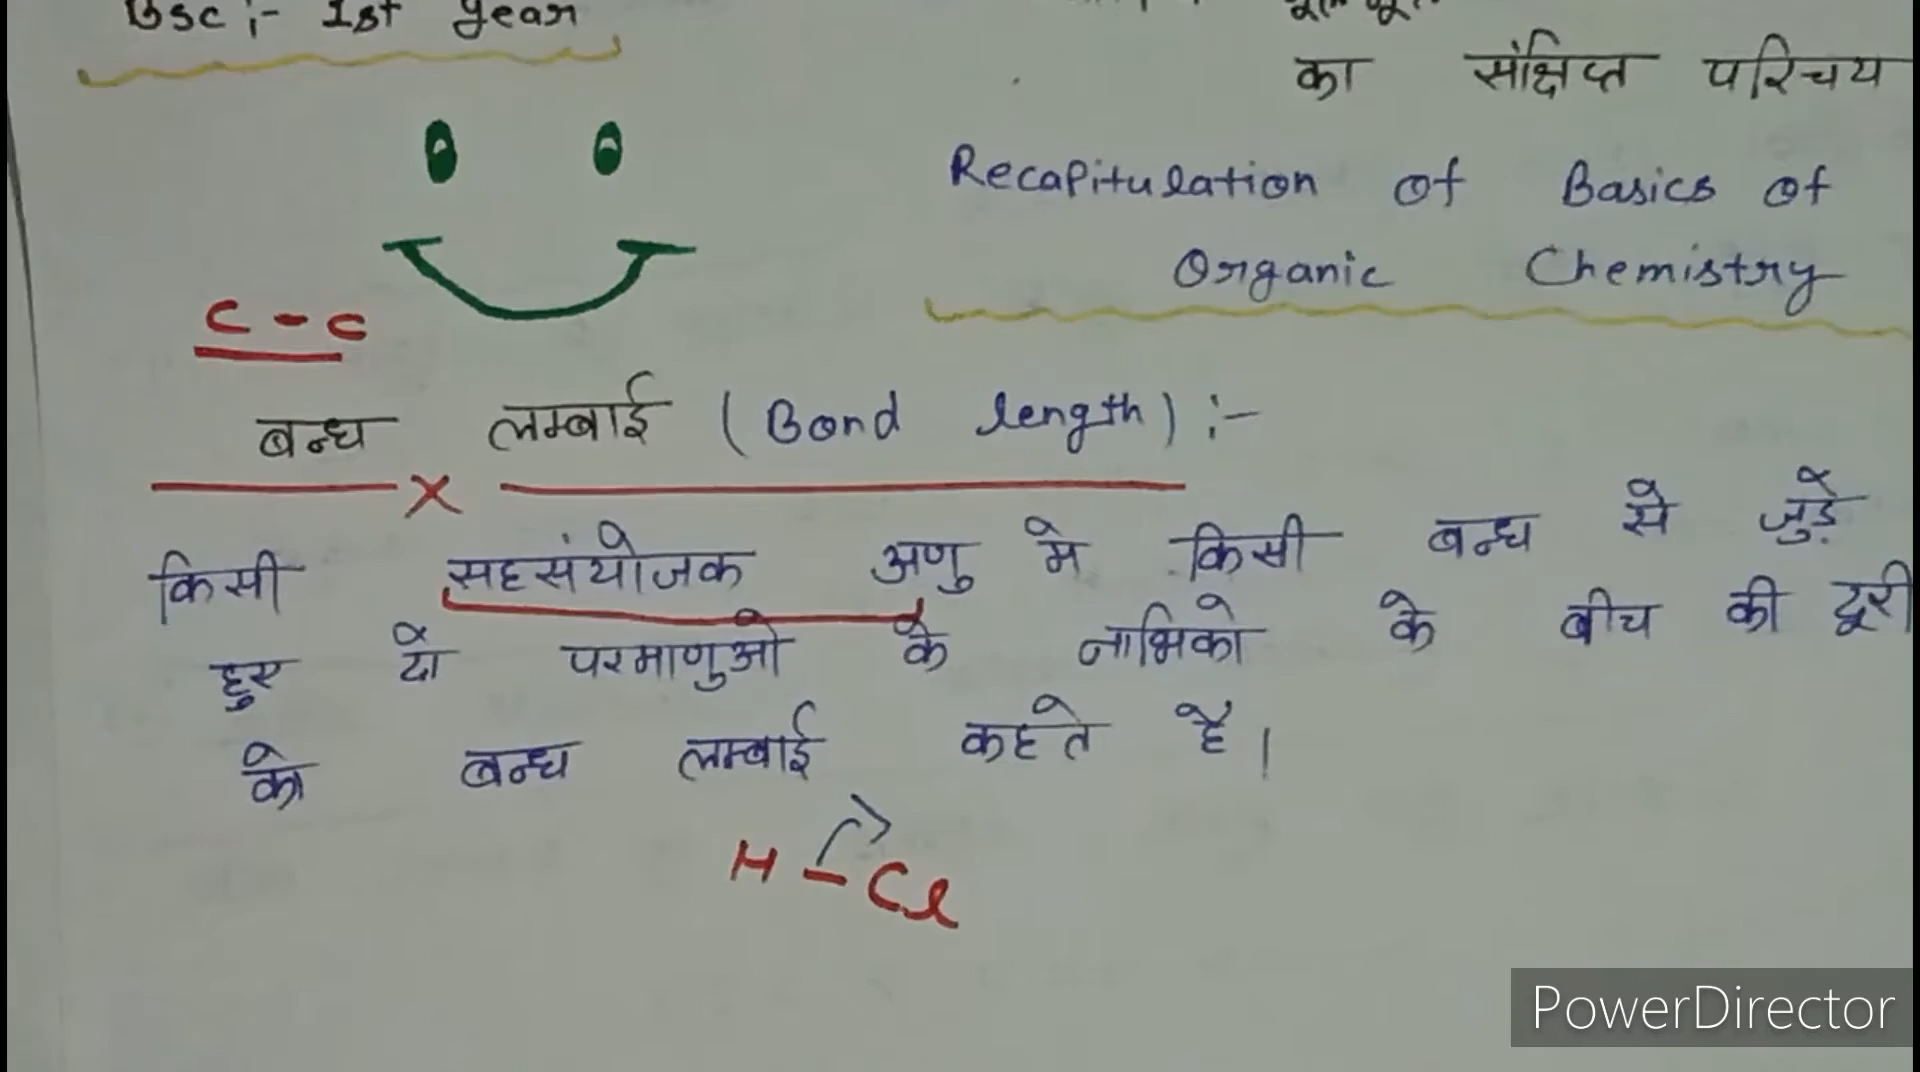 Bsc :- 1st year
का संक्षिप्त परिचय
Recapitulation of Basics of
Organic Chemistry
C - C
बन्ध लम्बाई ( Bond length ) :-
किसी सहसंयोजक अणु मे किसी बन्ध से जुड़े
हुए दो परमाणुओ के नाभिको के बीच की दूरी
को बन्ध लम्बाई कहते है ।
H - Cl
PowerDirector